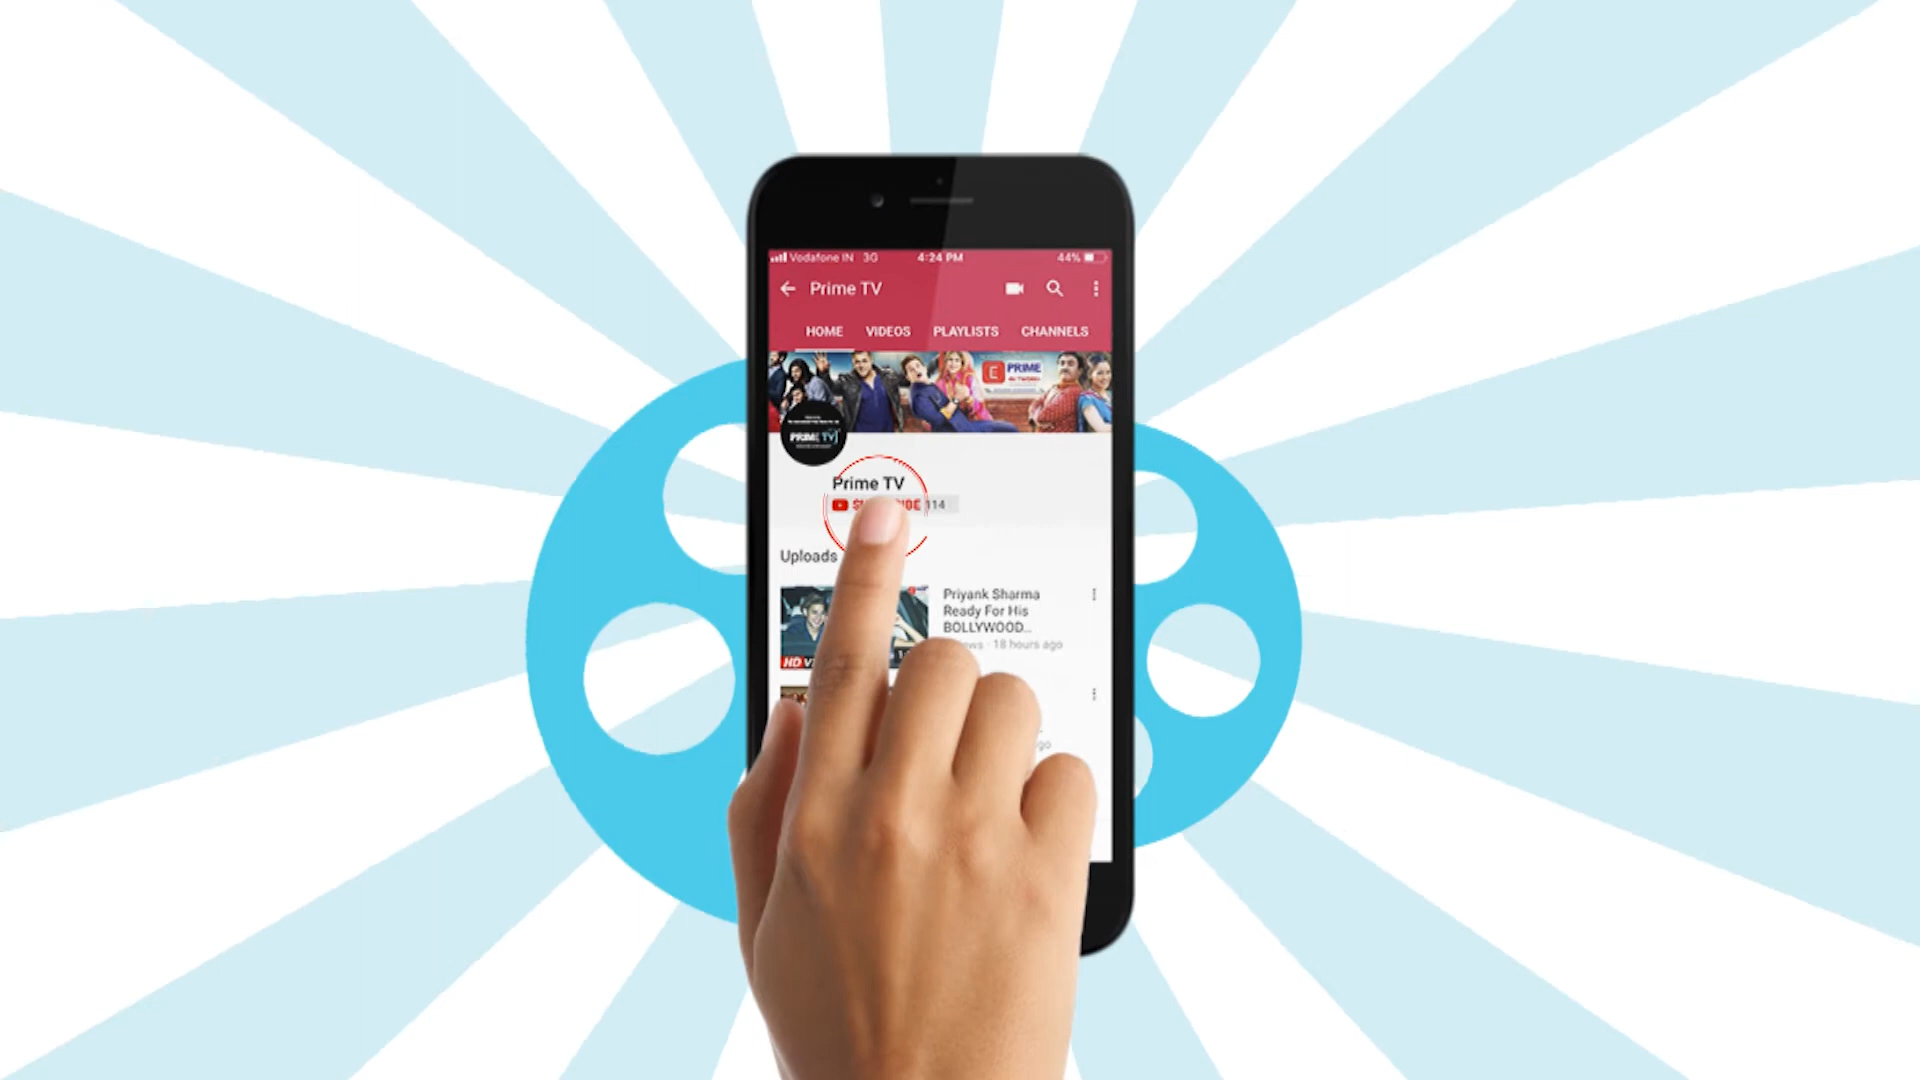 Vodafone IN 3G 4:24 PM 44%
Prime TV
HOME VIDEOS PLAYLISTS CHANNELS
PRIME
PRIME TV
Prime TV
114
Uploads
Priyank Sharma
Ready For His
BOLLYWOOD...
18 hours ago
HD